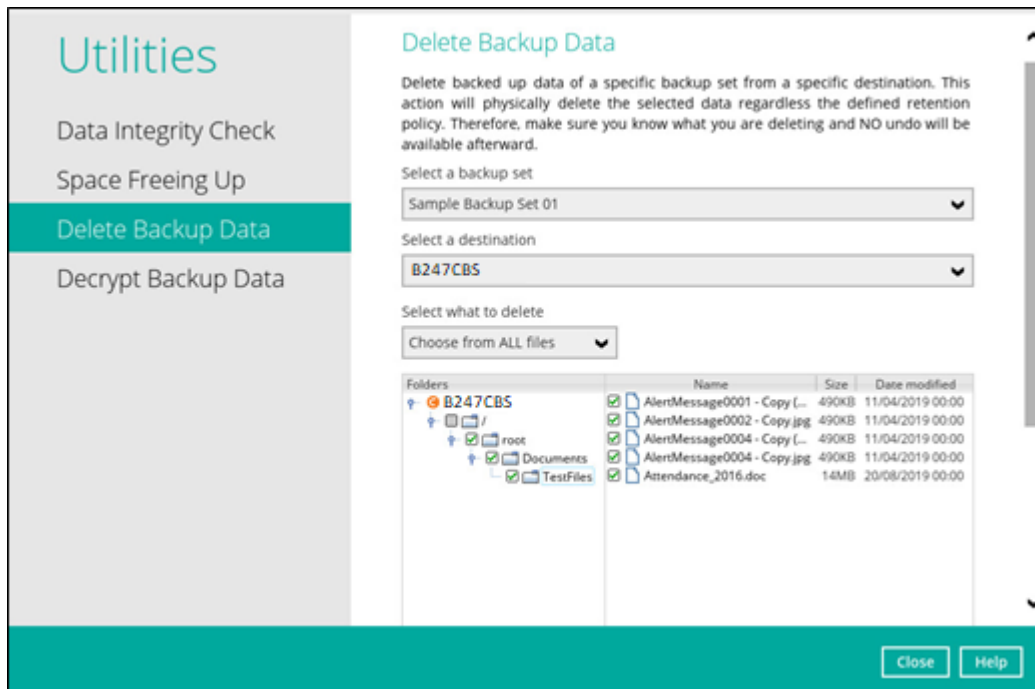 Utilities
Data Integrity Check
Space Freeing Up
Delete Backup Data
Decrypt Backup Data
Delete Backup Data
Delete backed up data of a specific backup set from a specific destination. This
action will physically delete the selected data regardless the defined retention
policy. Therefore, make sure you know what you are deleting and NO undo will be
available afterward.
Select a backup set
Sample Backup Set 01
Select a destination
B247CBS
Select what to delete
Choose from ALL files
Folders
B247CBS
/
root
Documents
TestFiles
Name Size Date modified
AlertMessage0001 - Copy (... 490KB 11/04/2019 00:00
AlertMessage0002 - Copy.jpg 490KB 11/04/2019 00:00
AlertMessage0004 - Copy (... 490KB 11/04/2019 00:00
AlertMessage0004 - Copy.jpg 490KB 11/04/2019 00:00
Attendance_2016.doc 14MB 20/08/2019 00:00
Close Help